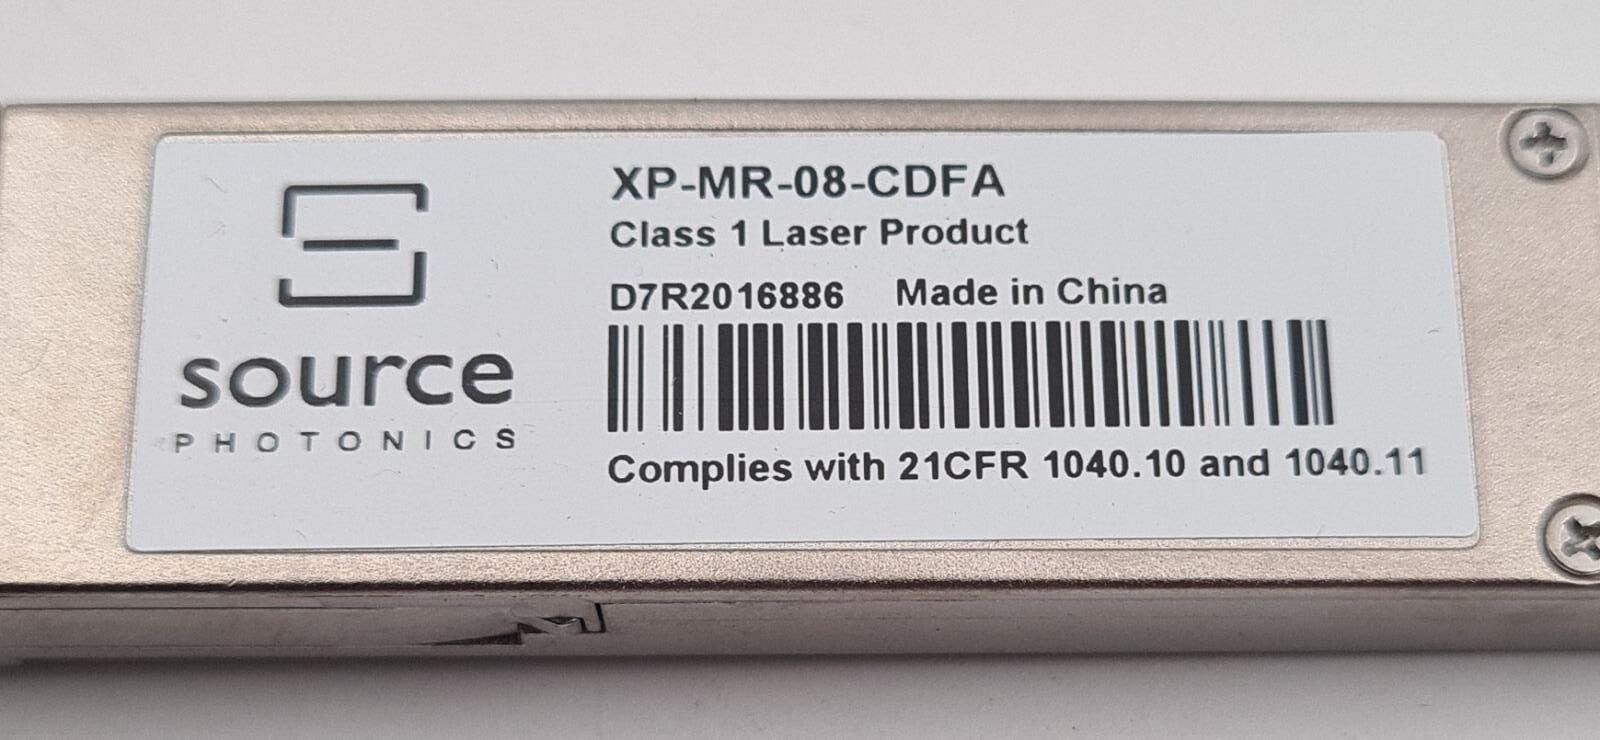 source
PHOTONICS
XP-MR-08-CDFA
Class 1 Laser Product
D7R2016886 Made in China
Complies with 21CFR 1040.10 and 1040.11